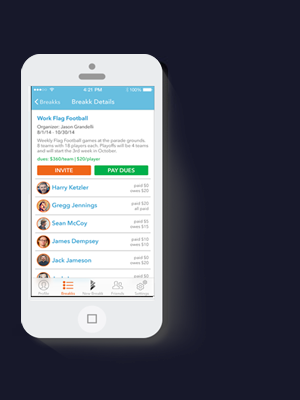 4:21 PM
Breakks
Breakk Details
Work Flag Football
Organizer: Jason Grandelli
8/1/14 - 10/30/14
Weekly Flag Football games at the parade grounds.
8 teams with 18 players each. Playoffs will be 4 teams
and will start the 3rd week in October.
dues: $360/team | $20/player
INVITE
PAY DUES
Harry Ketzler
paid $0
owes $20
Gregg Jennings
paid $20
all paid
Sean McCoy
paid $5
owes $15
James Dempsey
paid $10
owes $10
Jack Jameson
paid $0
owes $20
paid $0
Profile
Breakks
New Breakk
Friends
Settings